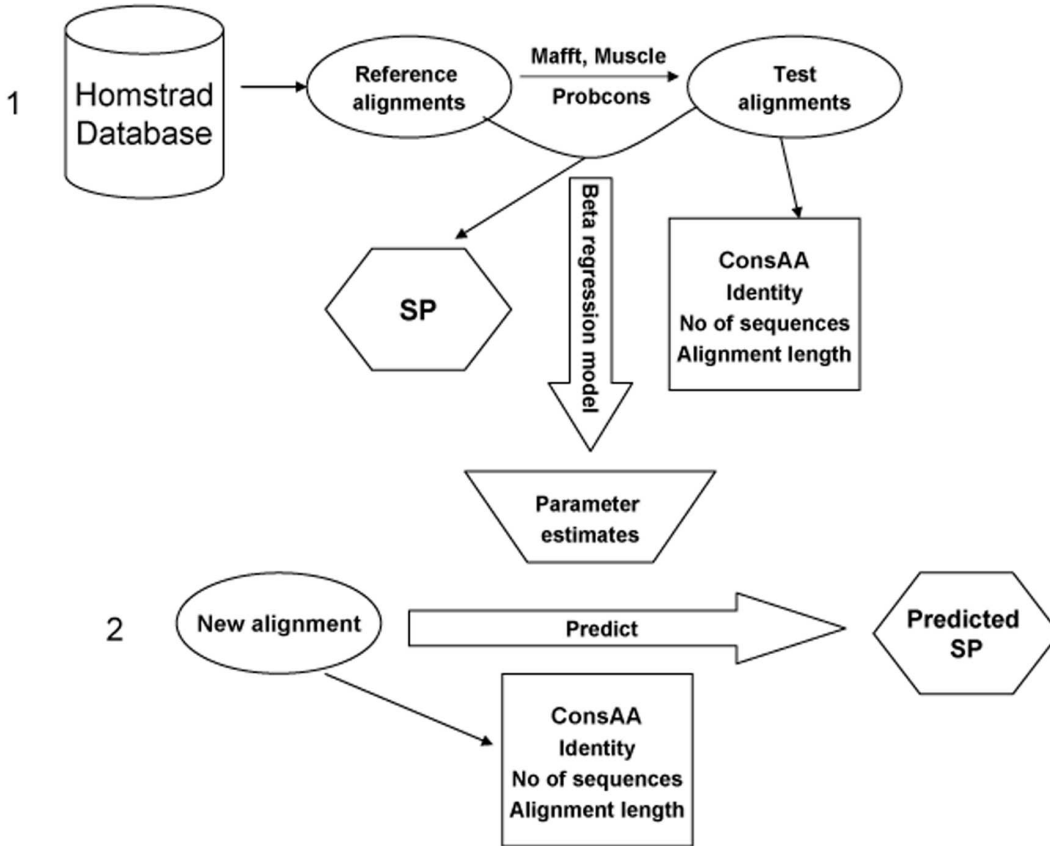 1
Homstrad
Database
Reference
alignments
Mafft, Muscle
Probcons
Test
alignments
SP
Beta regression model
ConsAA
Identity
No of sequences
Alignment length
Parameter
estimates
2
New alignment
Predict
Predicted
SP
ConsAA
Identity
No of sequences
Alignment length